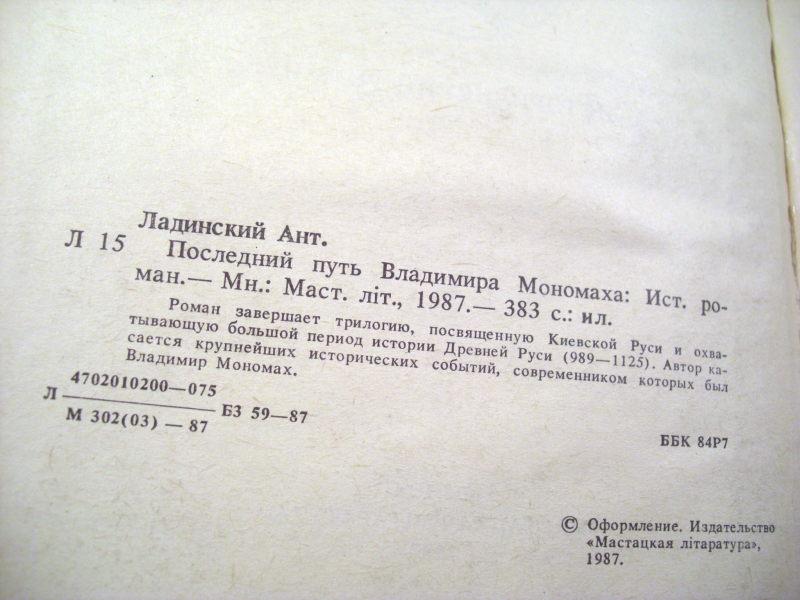 Ладинский Ант.
Л 15 Последний путь Владимира Мономаха: Ист. ро-
ман.— Мн.: Маст. літ., 1987.— 383 с.: ил.
Роман завершает трилогию, посвященную Киевской Руси и охва-
тывающую большой период истории Древней Руси (989—1125). Автор ка-
сается крупнейших исторических событий, современником которых был
Владимир Мономах.
4702010200—075
Л
БЗ 59—87
М 302(03) — 87
ББК 84Р7
© Оформление. Издательство
«Мастацкая літаратура»,
1987.